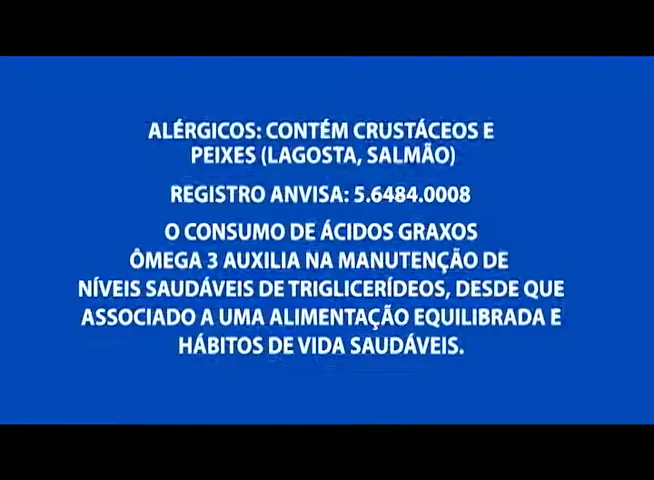 ALÉRGICOS: CONTÉM CRUSTÁCEOS E
PEIXES (LAGOSTA, SALMÃO)
REGISTRO ANVISA: 5.6484.0008
O CONSUMO DE ÁCIDOS GRAXOS
ÔMEGA 3 AUXILIA NA MANUTENÇÃO DE
NÍVEIS SAUDÁVEIS DE TRIGLICERÍDEOS, DESDE QUE
ASSOCIADO A UMA ALIMENTAÇÃO EQUILIBRADA E
HÁBITOS DE VIDA SAUDÁVEIS.